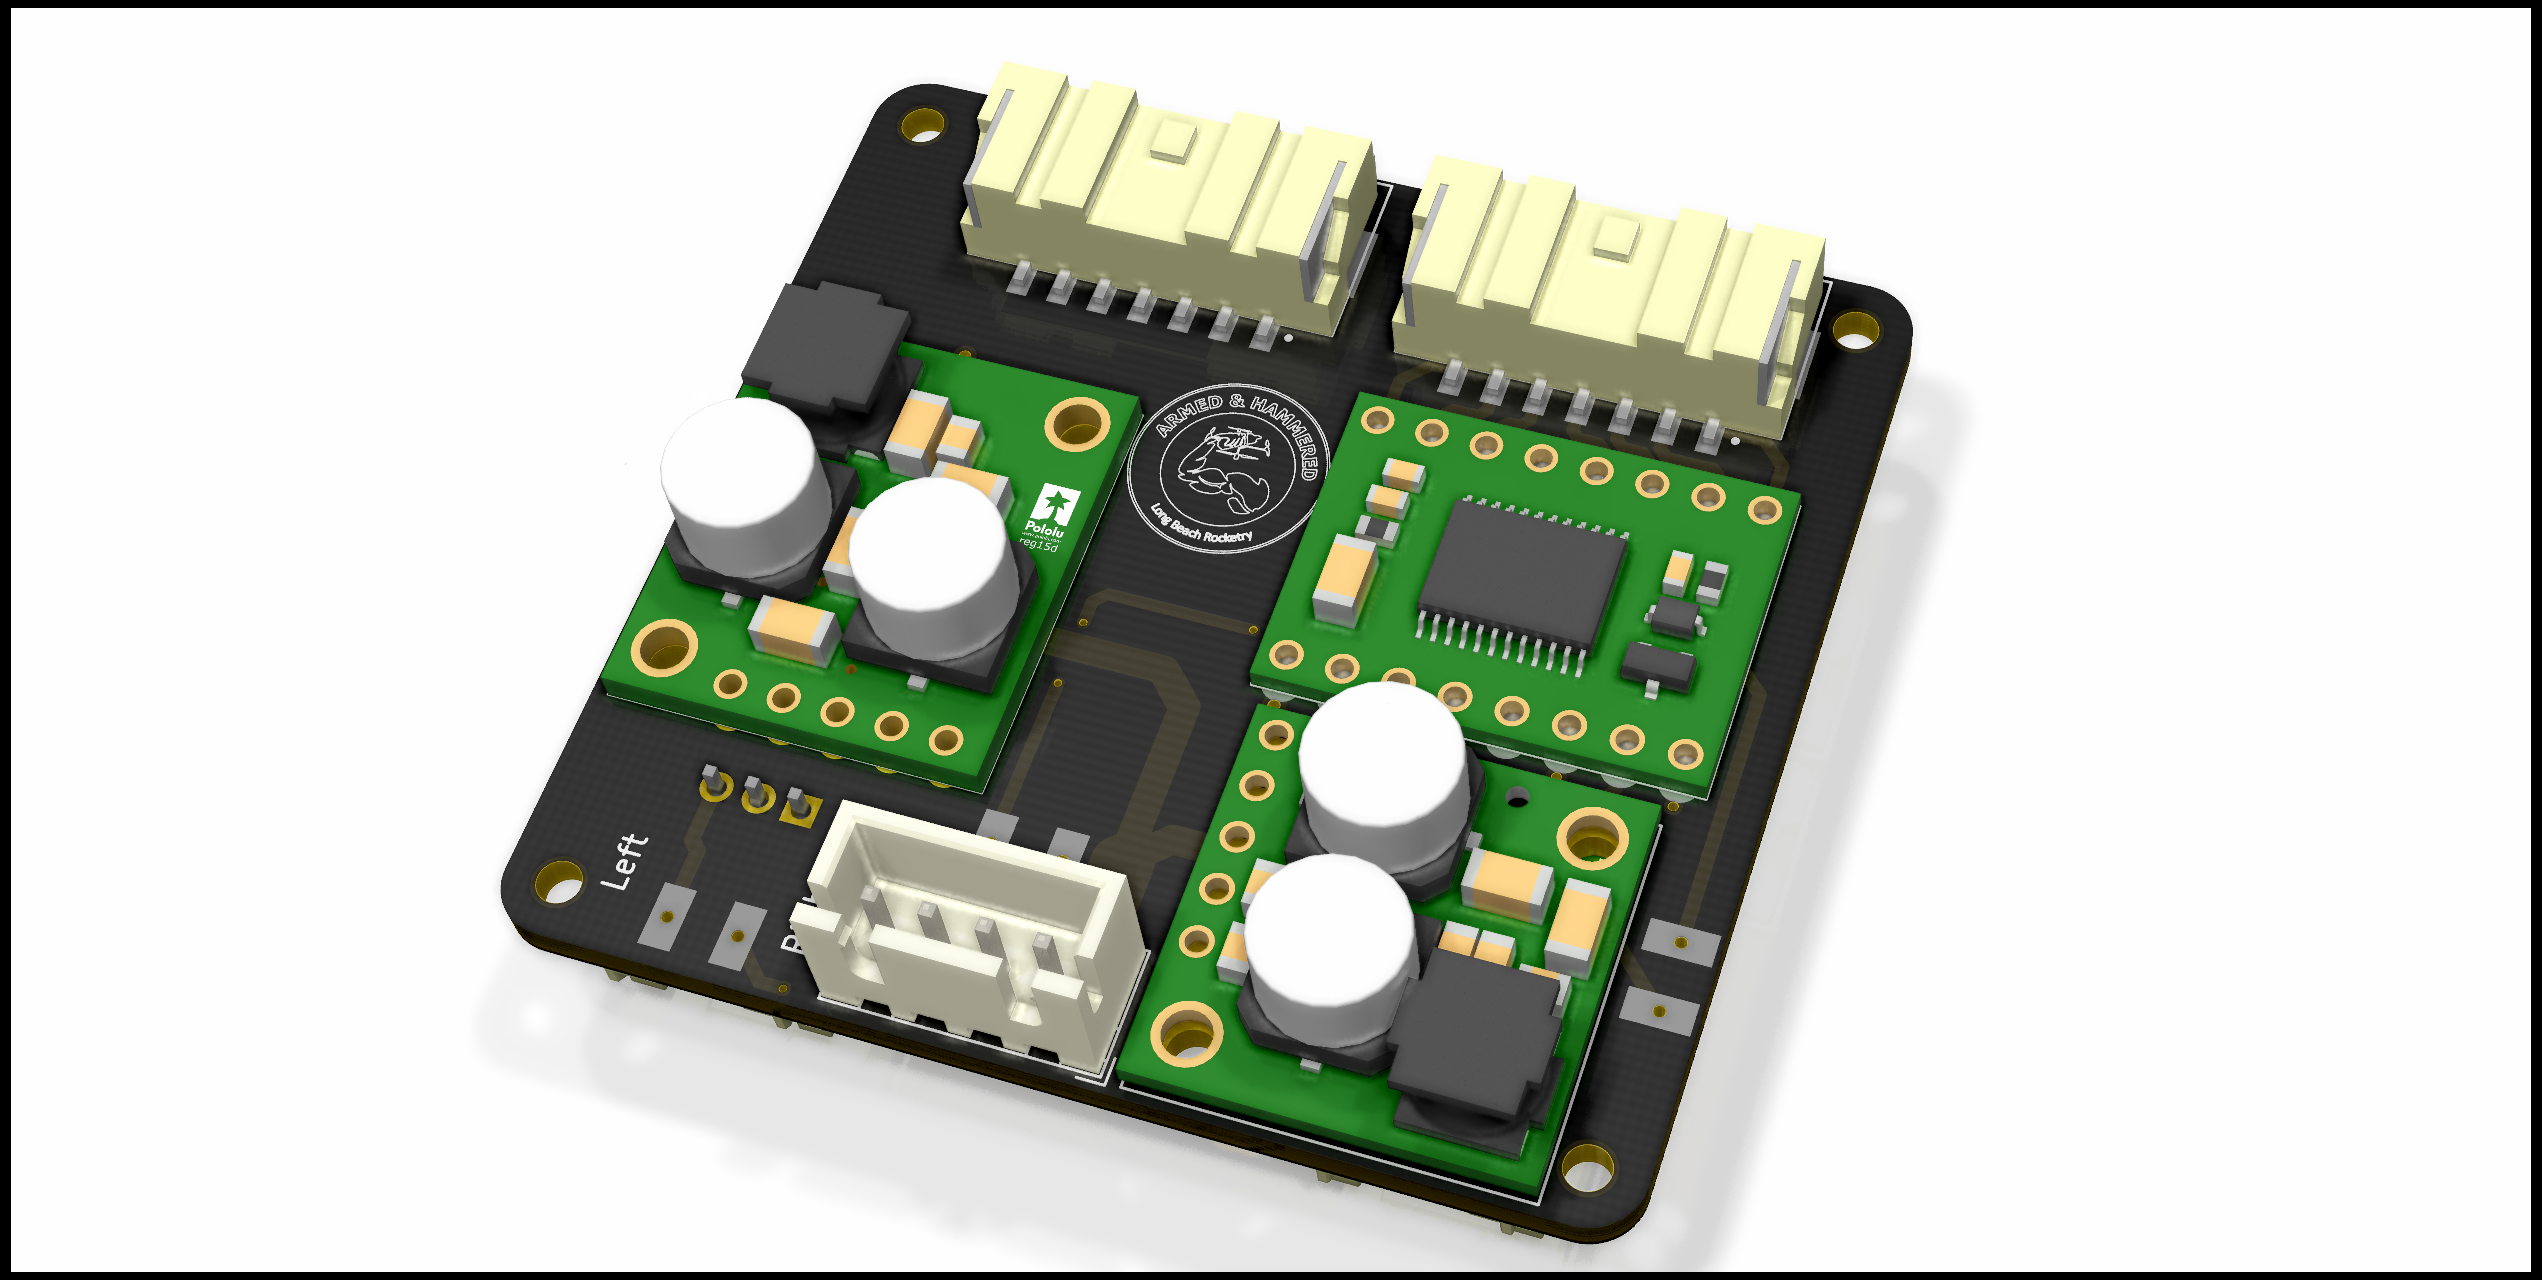 ARMED & HAMMERED
Long Beach Rocketry
Pololu
reg15d
Left